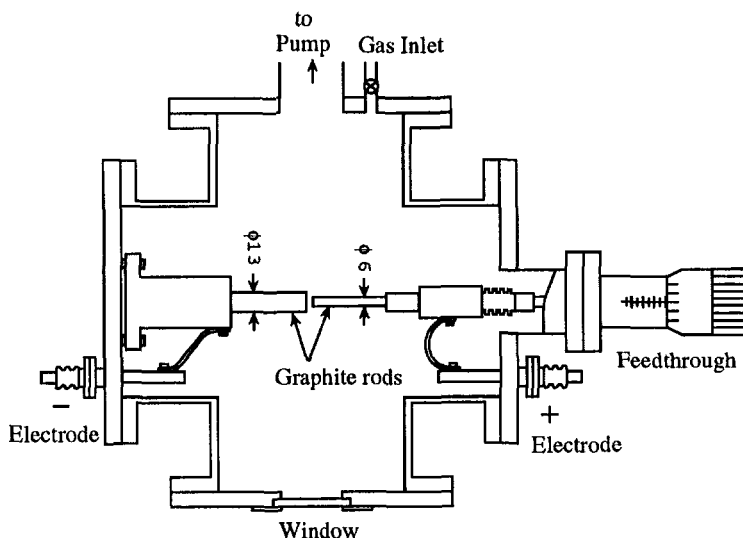 to
Pump
Gas Inlet
ϕ13
ϕ6
Graphite rods
Feedthrough
−
Electrode
+
Electrode
Window